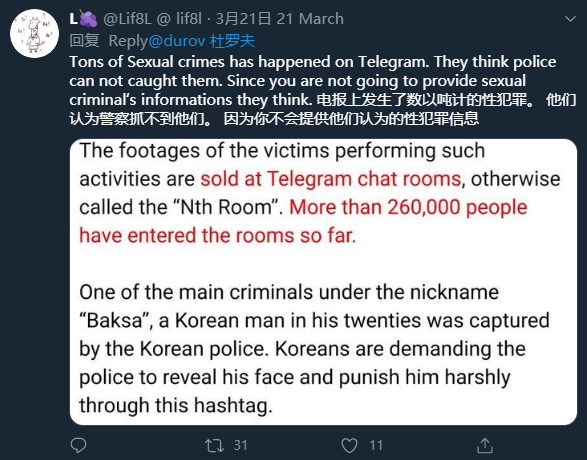 L🍇 @Lif8L @ lif8l · 3月21日 21 March
回复 Reply@durov 杜罗夫
Tons of Sexual crimes has happened on Telegram. They think police
can not caught them. Since you are not going to provide sexual
criminal's informations they think. 电报上发生了数以吨计的性犯罪。 他们
认为警察抓不到他们。 因为你不会提供他们认为的性犯罪信息
The footages of the victims performing such
activities are sold at Telegram chat rooms, otherwise
called the “Nth Room”. More than 260,000 people
have entered the rooms so far.
One of the main criminals under the nickname
“Baksa”, a Korean man in his twenties was captured
by the Korean police. Koreans are demanding the
police to reveal his face and punish him harshly
through this hashtag.
31 11